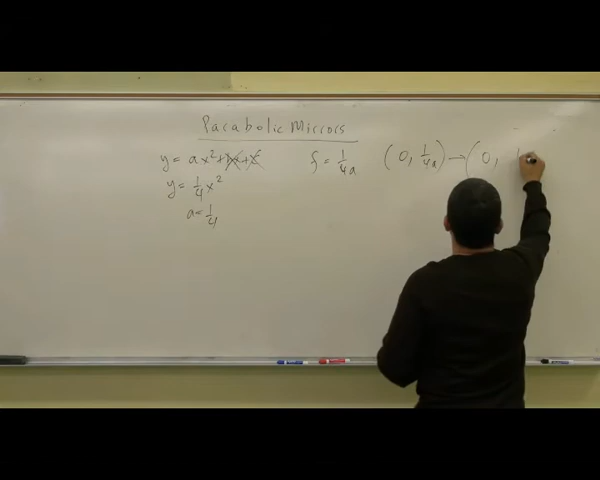 Parabolic Mirrors
y = ax² + bx + c f = 1/4a (0, 1/4a) → (0, 1
y = 1/4 x²
a = 1/4